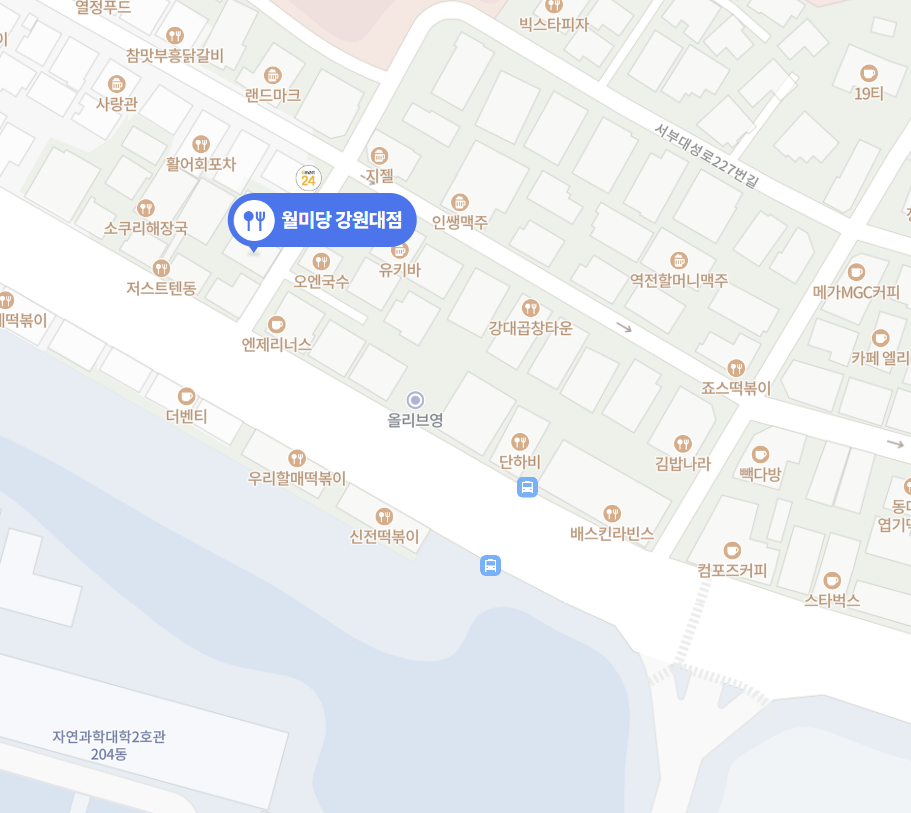 열정푸드
빅스타피자
참맛부흥닭갈비
랜드마크
19티
사랑관
서부대성로227번길
활어회포차
지젤
24
월미당 강원대점
인쌩맥주
소쿠리해장국
유키바
오엔국수
역전할머니맥주
저스트텐동
메가MGC커피
떡볶이
강대곱창타운
엔제리너스
카페 엘리
죠스떡볶이
더벤티
올리브영
단하비
김밥나라
빽다방
우리할매떡볶이
동대
엽기떡
배스킨라빈스
신전떡볶이
컴포즈커피
스타벅스
자연과학대학2호관
204동